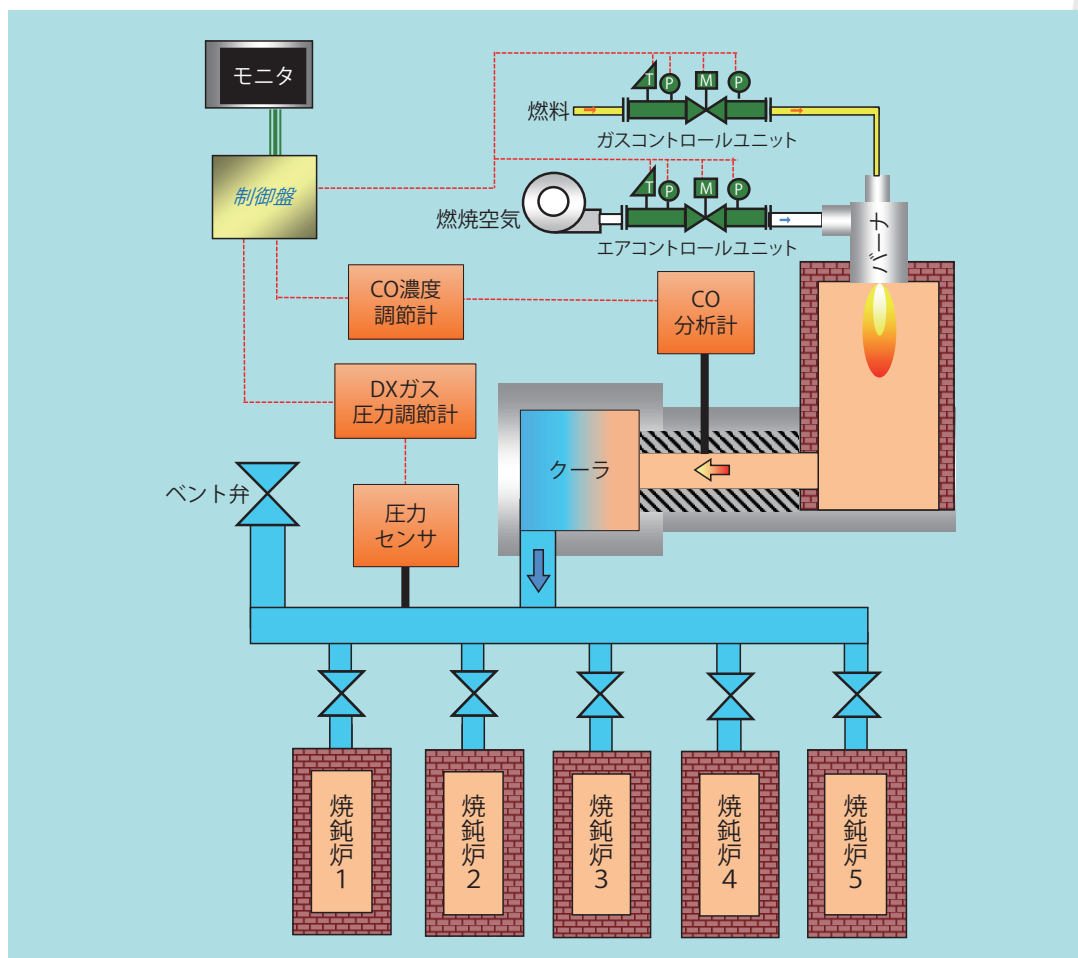 モニタ
制御盤
燃料
T
P
M
P
ガスコントロールユニット
燃焼空気
T
P
M
P
エアコントロールユニット
バーナ
CO濃度
調節計
CO
分析計
DXガス
圧力調節計
クーラ
ベント弁
圧力
センサ
焼鈍炉1
焼鈍炉2
焼鈍炉3
焼鈍炉4
焼鈍炉5